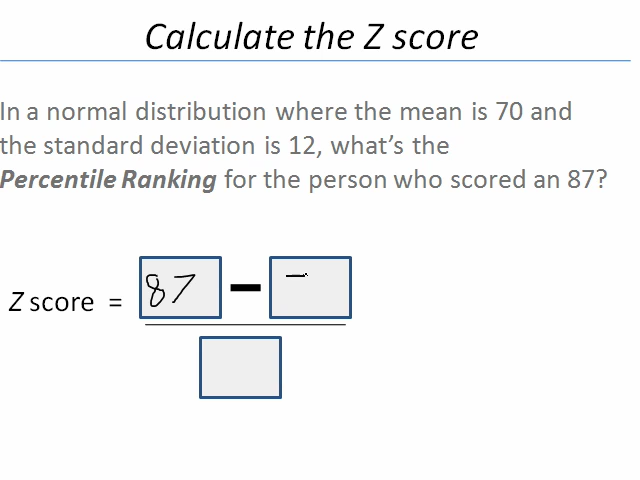 Calculate the Z score
In a normal distribution where the mean is 70 and
the standard deviation is 12, what's the
Percentile Ranking for the person who scored an 87?
Z score = 87 –